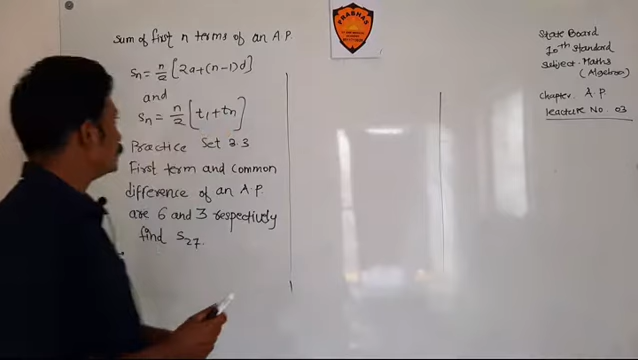 Sum of first n terms of an A.P.
Sn = n/2 [2a+(n-1)d]
and
Sn = n/2 [t1+tn]
Practice Set 3.3
First term and common
difference of an A.P.
are 6 and 3 respectively
find S27.
PRABHAS
State Board
10th Standard
Subject - Maths
(Algebra)
Chapter A.P
Leacture No. 03